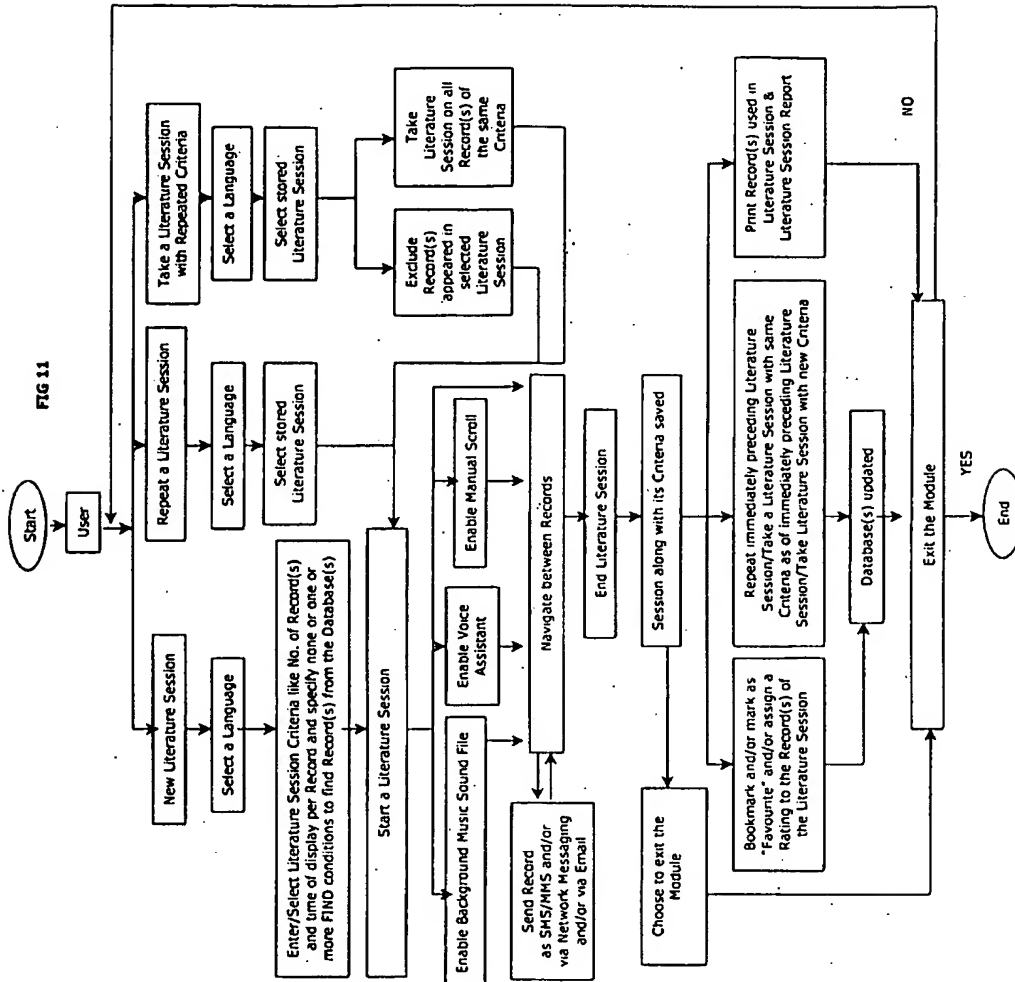 FIG 11
Start
User
New Literature Session
Repeat a Literature Session
Take a Literature Session
with Repeated Criteria
Select a Language
Select a Language
Select a Language
Enter/Select Literature Session Criteria like No. of Record(s)
and time of display per Record and specify none or one or
more FIND conditions to find Record(s) from the Database(s)
Select stored
Literature Session
Select stored
Literature Session
Exclude
Record(s)
appeared in
selected
Literature
Session
Take
Literature
Session on all
Record(s) of
the same
Criteria
Start a Literature Session
Enable Background Music Sound File
Enable Voice
Assistant
Enable Manual Scroll
Send Record
as SMS/MMS and/or
via Network Messaging
and/or via Email
Navigate between Records
End Literature Session
Session along with its Criteria saved
Choose to exit the
Module
Bookmark and/or mark as
"Favourite" and/or assign a
Rating to the Record(s) of
the Literature Session
Repeat immediately preceding Literature
Session/Take a Literature Session with same
Criteria as of immediately preceding Literature
Session/Take Literature Session with new Criteria
Print Record(s) used in
Literature Session &
Literature Session Report
Database(s) updated
Exit the Module
NO
YES
End